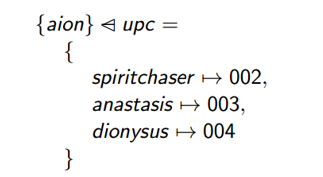 {aion} ⩤ upc =
{
spiritchaser ↦ 002,
anastasis ↦ 003,
dionysus ↦ 004
}